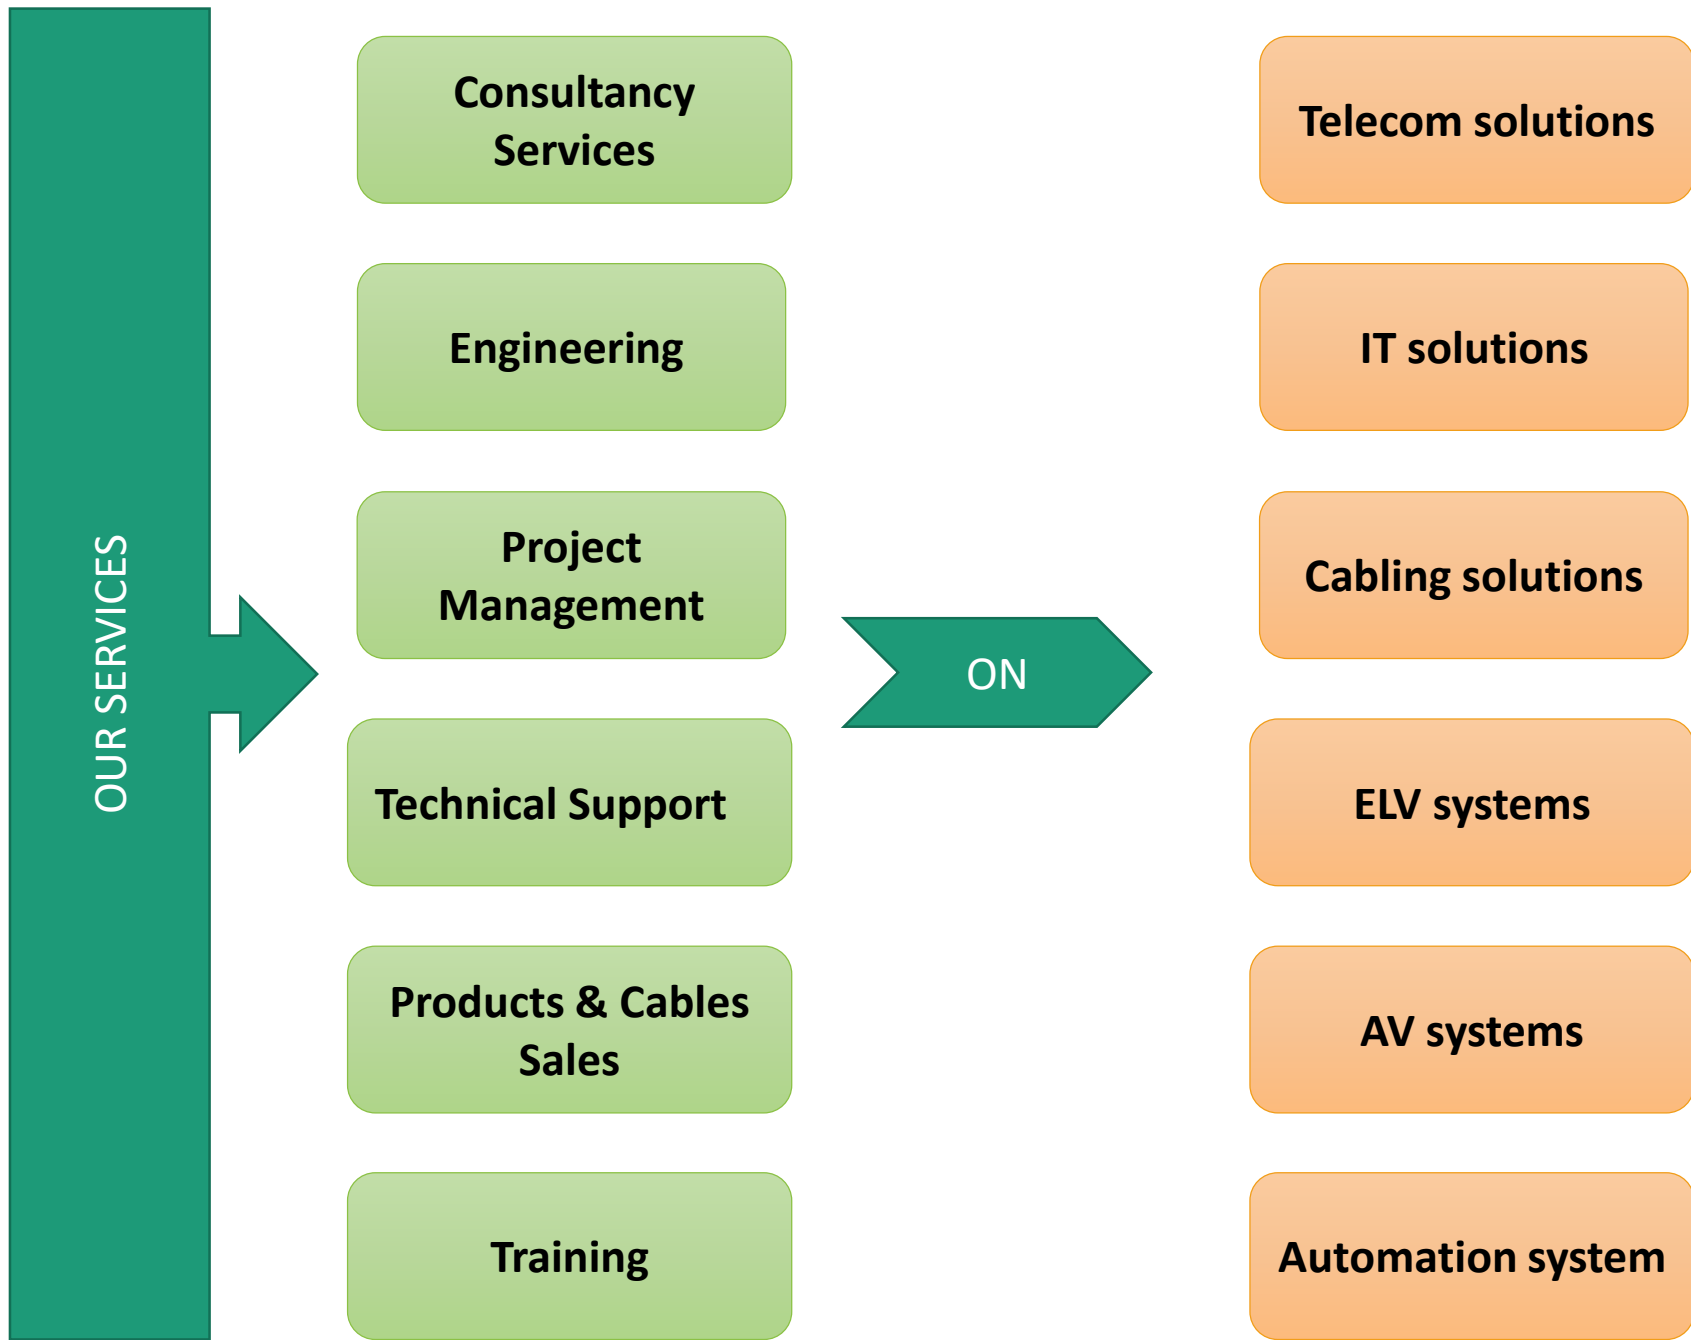 OUR SERVICES
Consultancy
Services
Engineering
Project
Management
Technical Support
Products & Cables
Sales
Training
ON
Telecom solutions
IT solutions
Cabling solutions
ELV systems
AV systems
Automation system